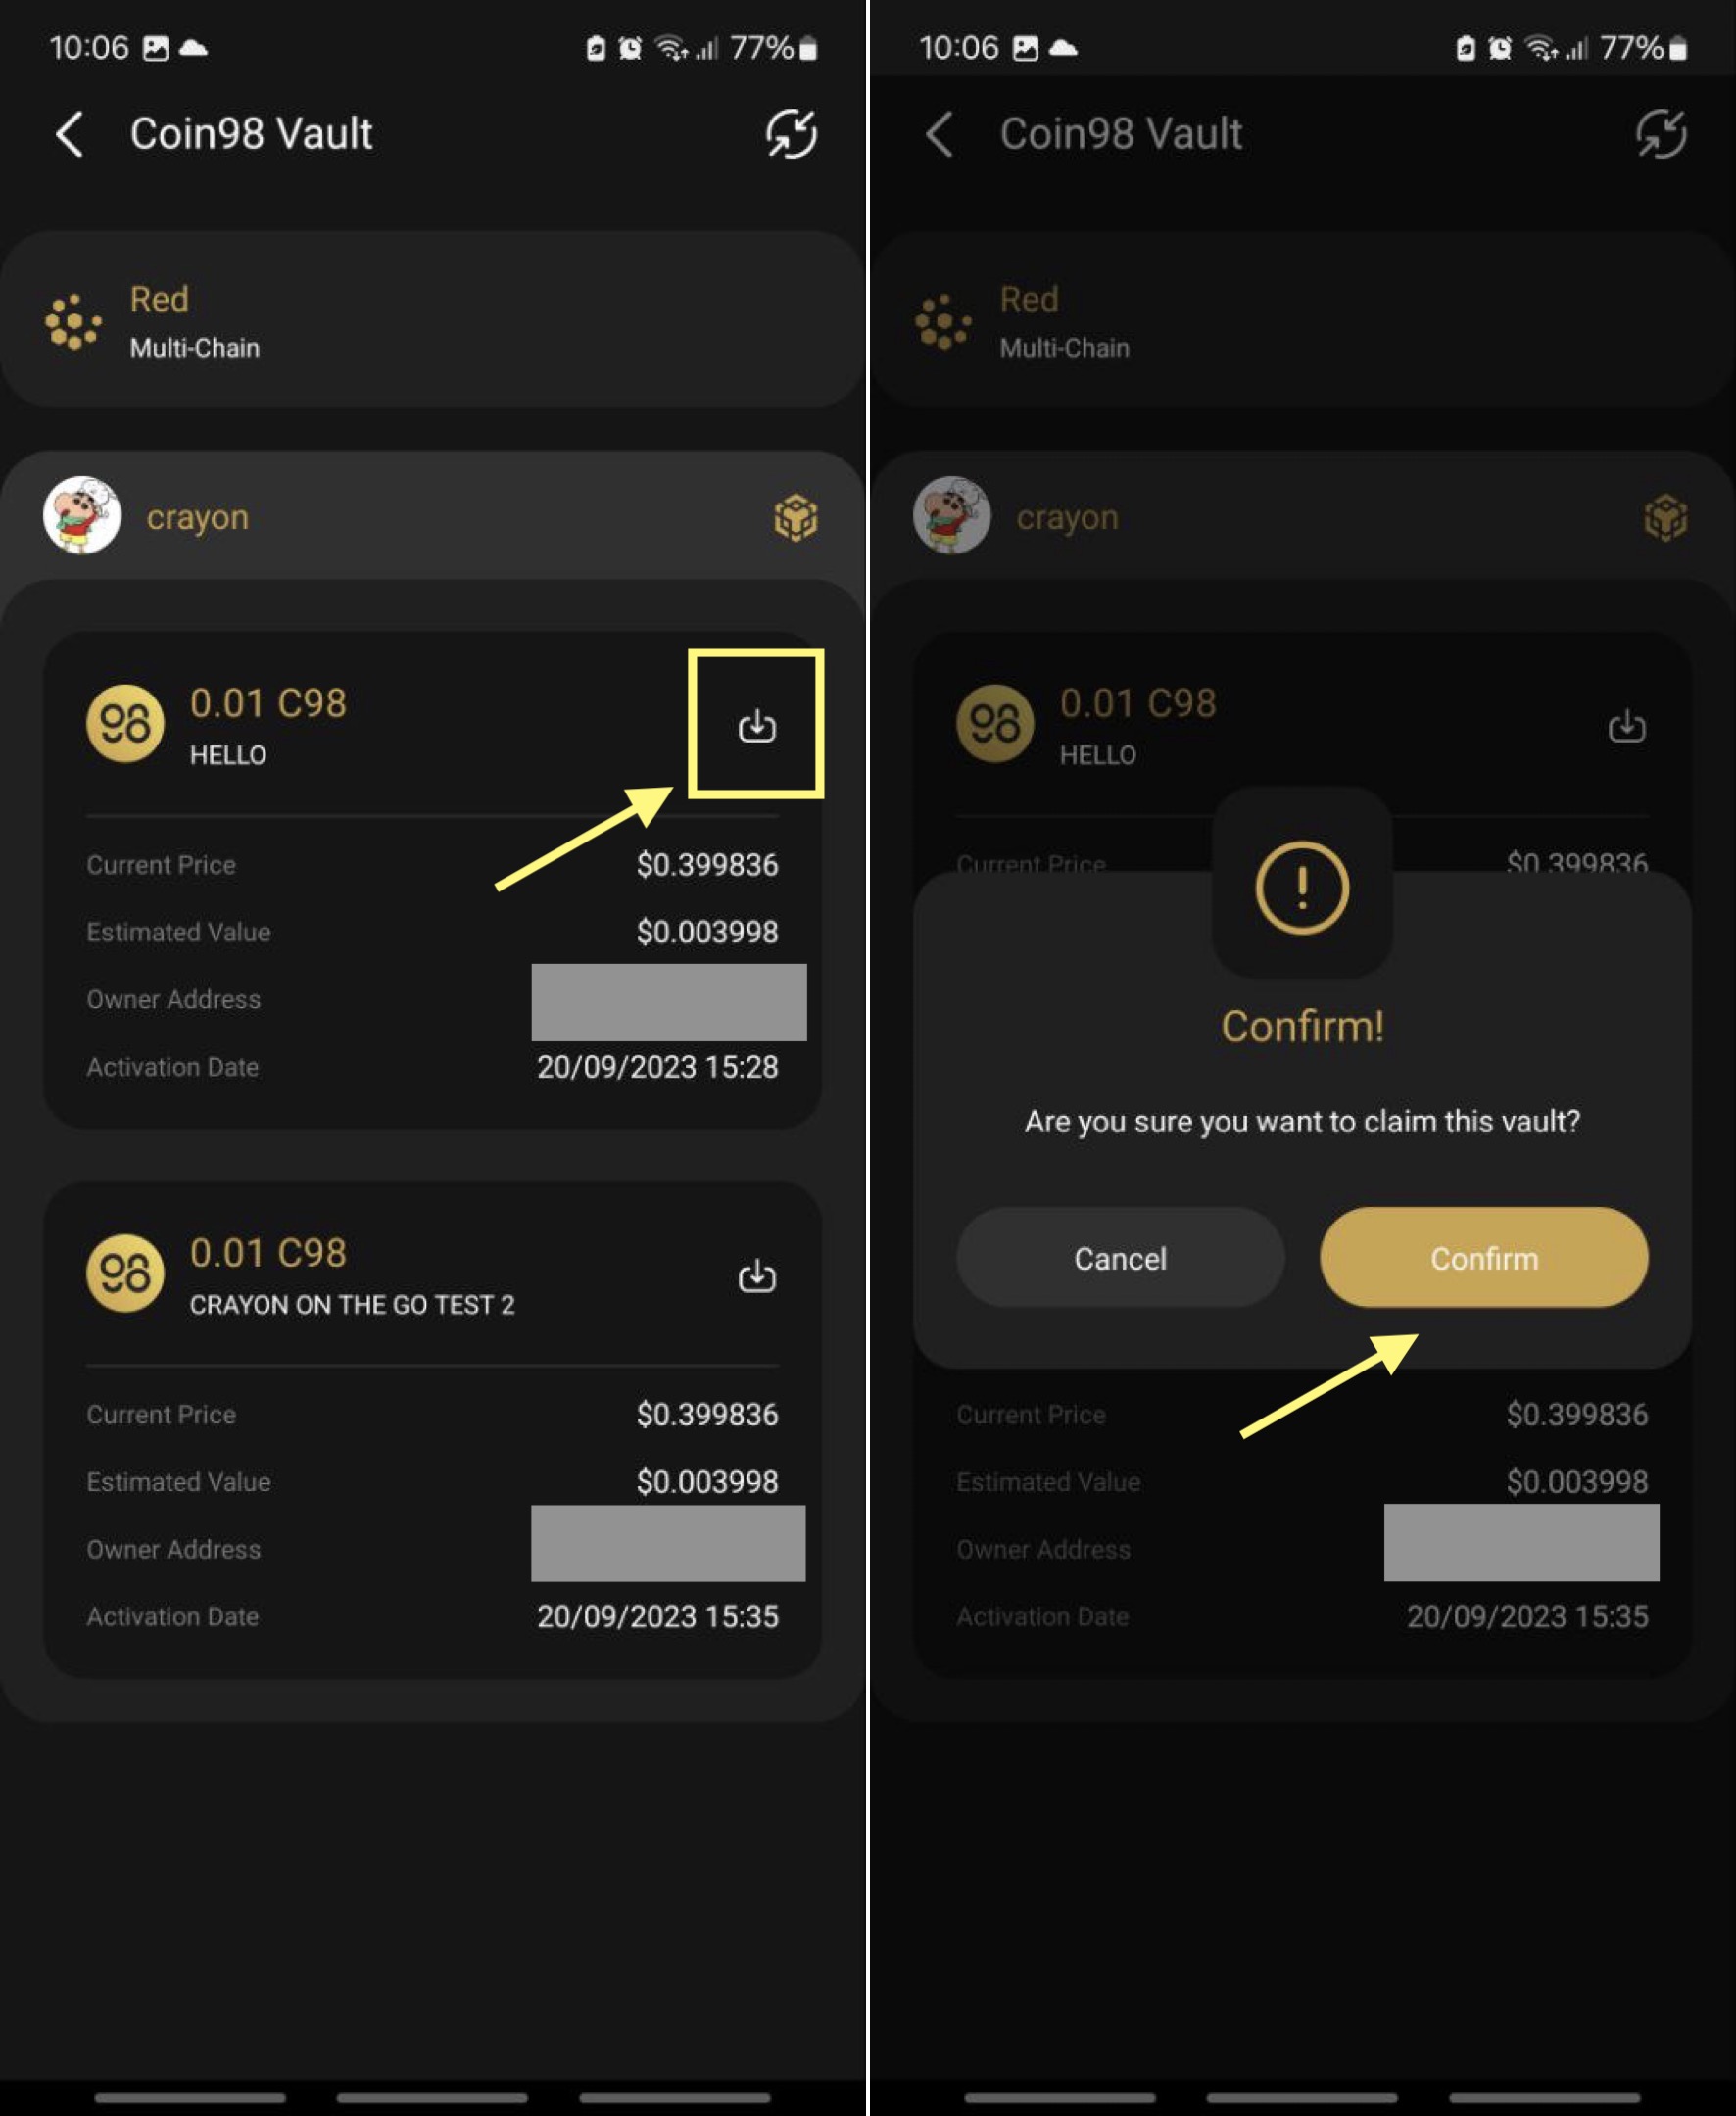 10:06
77%
Coin98 Vault
Red
Multi-Chain
crayon
98
0.01 C98
HELLO
Current Price $0.399836
Estimated Value $0.003998
Owner Address
Activation Date 20/09/2023 15:28
98
0.01 C98
CRAYON ON THE GO TEST 2
Current Price $0.399836
Estimated Value $0.003998
Owner Address
Activation Date 20/09/2023 15:35
10:06
77%
Coin98 Vault
Red
Multi-Chain
crayon
98
0.01 C98
HELLO
Current Price $0.399836
Confirm!
Are you sure you want to claim this vault?
Cancel Confirm
Current Price $0.399836
Estimated Value $0.003998
Owner Address
Activation Date 20/09/2023 15:35